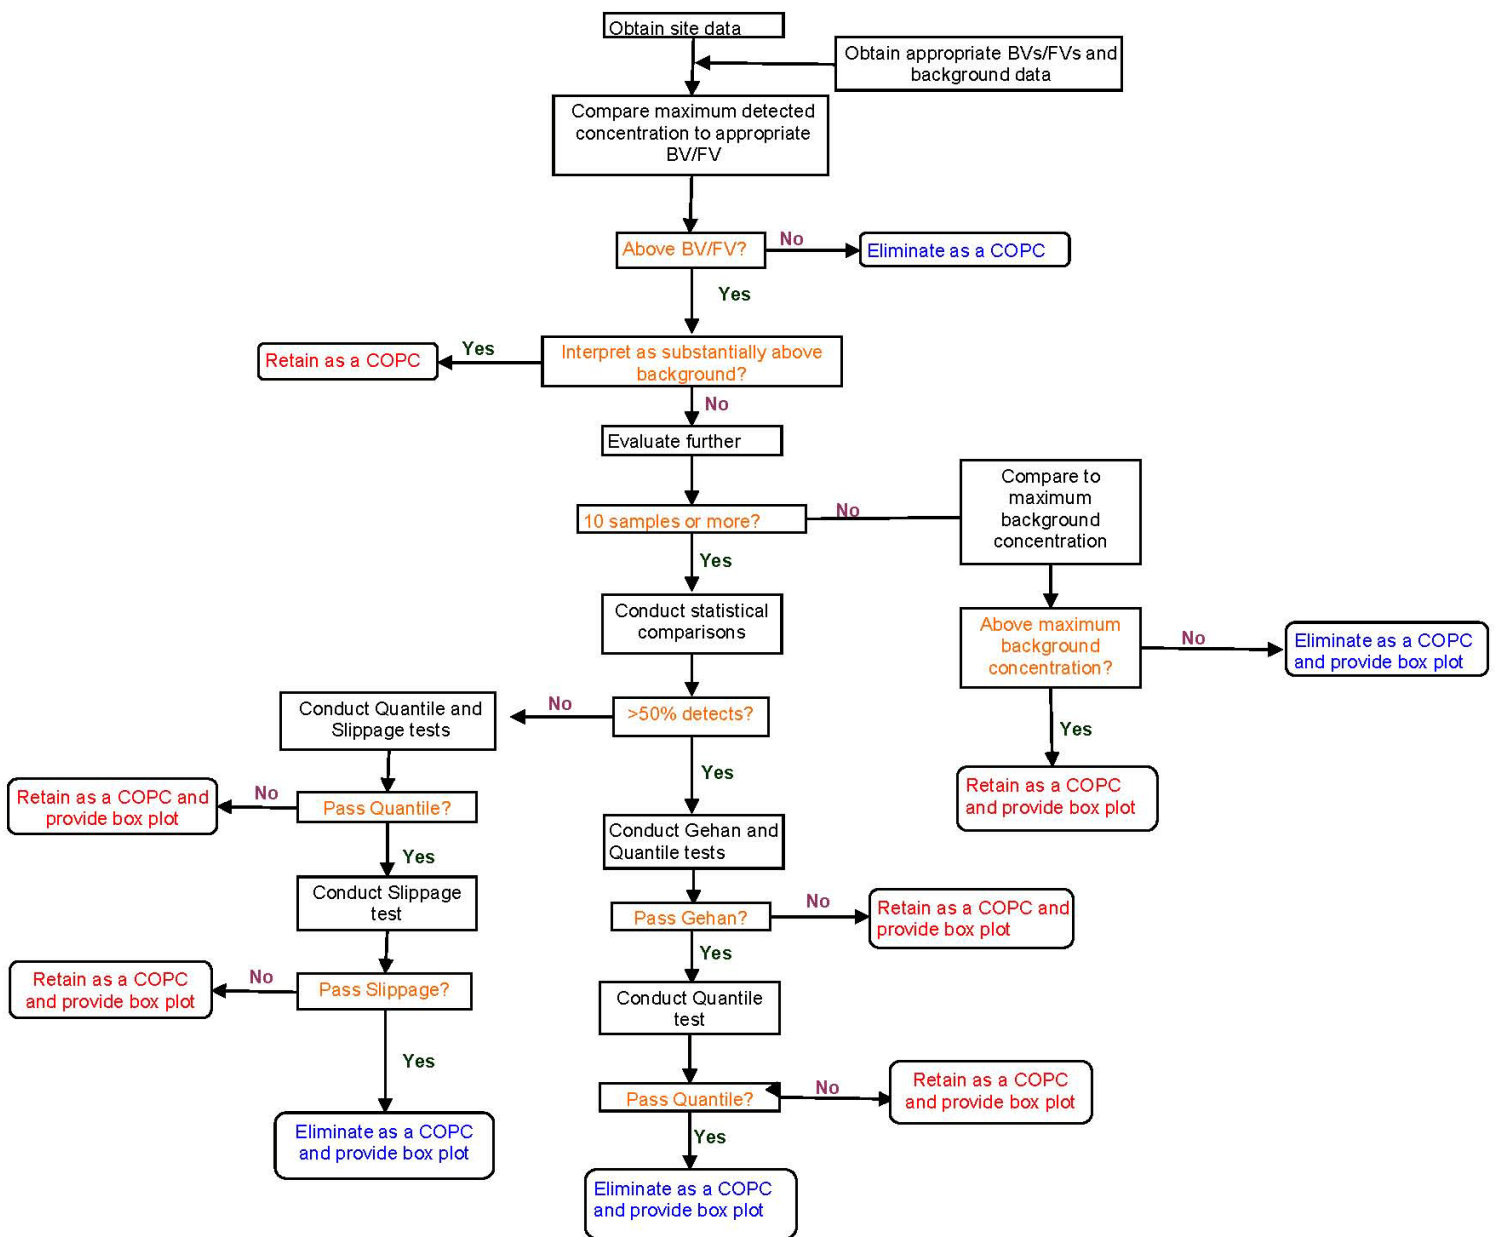 Obtain site data
Obtain appropriate BVs/FVs and
background data
Compare maximum detected
concentration to appropriate
BV/FV
Above BV/FV?
No
Eliminate as a COPC
Yes
Interpret as substantially above
background?
Yes
Retain as a COPC
No
Evaluate further
10 samples or more?
No
Compare to
maximum
background
concentration
Yes
Conduct statistical
comparisons
Above maximum
background
concentration?
No
Eliminate as a COPC
and provide box plot
Yes
Retain as a COPC
and provide box plot
>50% detects?
No
Conduct Quantile and
Slippage tests
Yes
Pass Quantile?
No
Retain as a COPC and
provide box plot
Yes
Conduct Slippage
test
Pass Slippage?
No
Retain as a COPC
and provide box plot
Yes
Eliminate as a COPC
and provide box plot
Conduct Gehan and
Quantile tests
Pass Gehan?
No
Retain as a COPC and
provide box plot
Yes
Conduct Quantile
test
Pass Quantile?
No
Retain as a COPC
and provide box plot
Yes
Eliminate as a COPC
and provide box plot